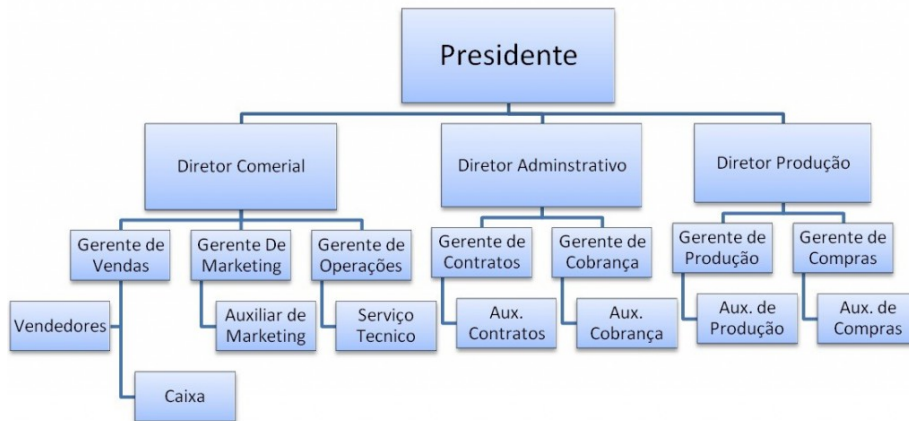 Presidente
Diretor Comerial
Diretor Adminstrativo
Diretor Produção
Gerente de
Vendas
Gerente De
Marketing
Gerente de
Operações
Gerente de
Contratos
Gerente de
Cobrança
Gerente de
Produção
Gerente de
Compras
Vendedores
Auxiliar de
Marketing
Serviço
Tecnico
Aux.
Contratos
Aux.
Cobrança
Aux. de
Produção
Aux. de
Compras
Caixa